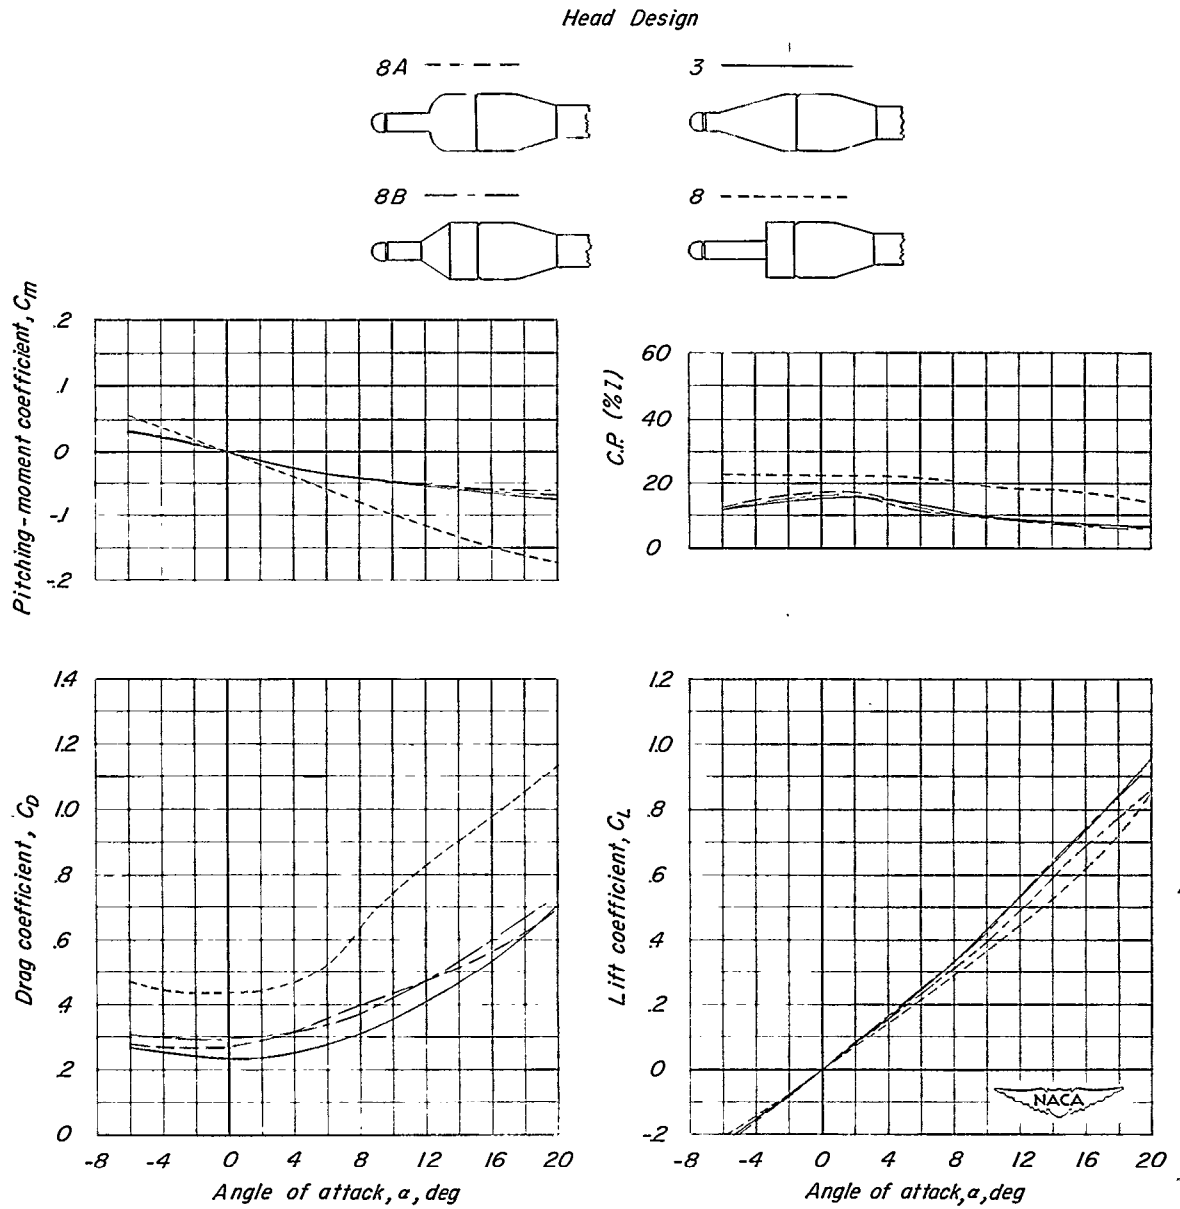 Head Design
8A
3
8B
8
Pitching-moment coefficient, Cm
.2
.1
0
-.1
-.2
C.P. (%l)
60
40
20
0
Drag coefficient, CD
1.4
1.2
1.0
.8
.6
.4
.2
0
-8 -4 0 4 8 12 16 20
Angle of attack, α, deg
Lift coefficient, CL
1.2
1.0
.8
.6
.4
.2
0
-.2
-8 -4 0 4 8 12 16 20
Angle of attack, α, deg
NACA